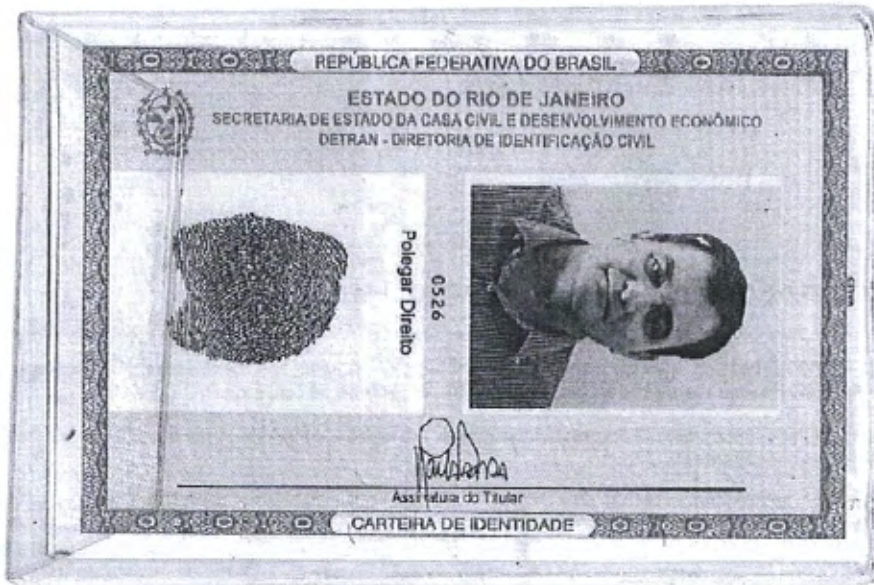 REPÚBLICA FEDERATIVA DO BRASIL
ESTADO DO RIO DE JANEIRO
SECRETARIA DE ESTADO DA CASA CIVIL E DESENVOLVIMENTO ECONÔMICO
DETRAN - DIRETORIA DE IDENTIFICAÇÃO CIVIL
0526
Polegar Direito
Assinatura do Titular
CARTEIRA DE IDENTIDADE